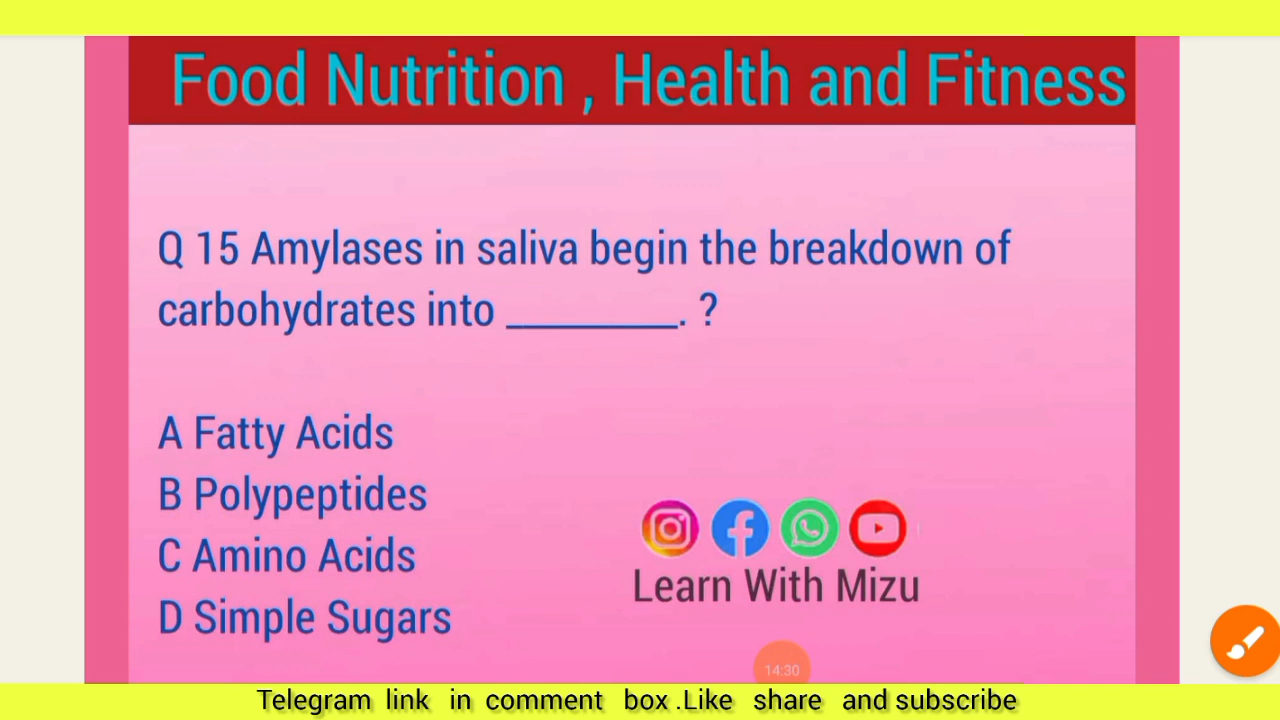 Food Nutrition , Health and Fitness
Q 15 Amylases in saliva begin the breakdown of
carbohydrates into ________. ?
A Fatty Acids
B Polypeptides
C Amino Acids
D Simple Sugars
Learn With Mizu
14:30
Telegram link in comment box .Like share and subscribe